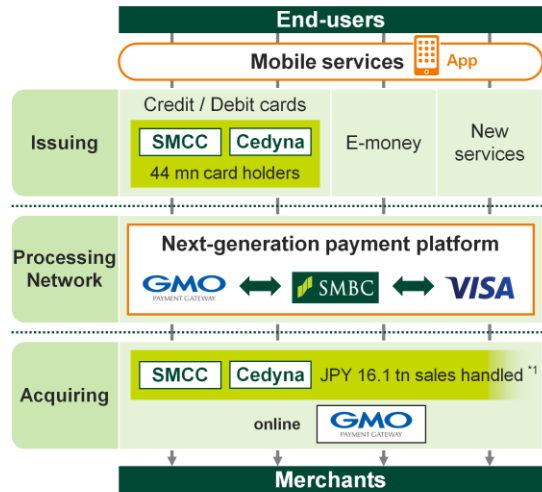 End-users
Mobile services App
Credit / Debit cards
Issuing
SMCC Cedyna
44 mn card holders
E-money
New
services
Processing
Network
Next-generation payment platform
GMO
PAYMENT GATEWAY
SMBC
VISA
Acquiring
SMCC Cedyna JPY 16.1 tn sales handled *1
online
GMO
PAYMENT GATEWAY
Merchants